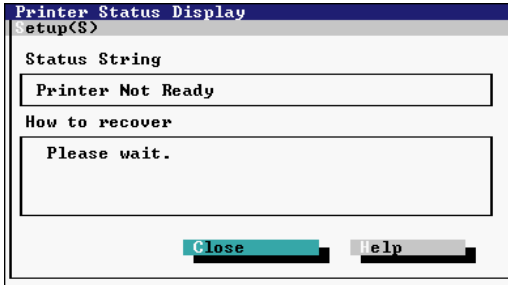 Printer Status Display
Setup(S)
Status String
Printer Not Ready
How to recover
Please wait.
Close Help